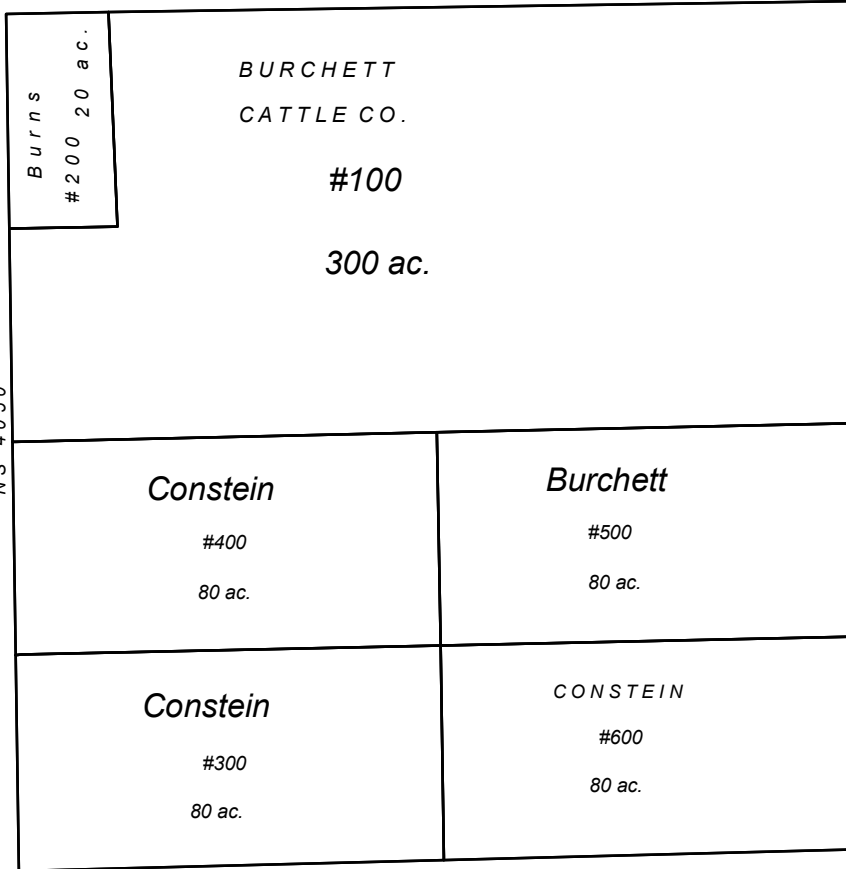 Burns
#200 20 ac.
BURCHETT
CATTLE CO.
#100
300 ac.
Constein
#400
80 ac.
Burchett
#500
80 ac.
Constein
#300
80 ac.
CONSTEIN
#600
80 ac.